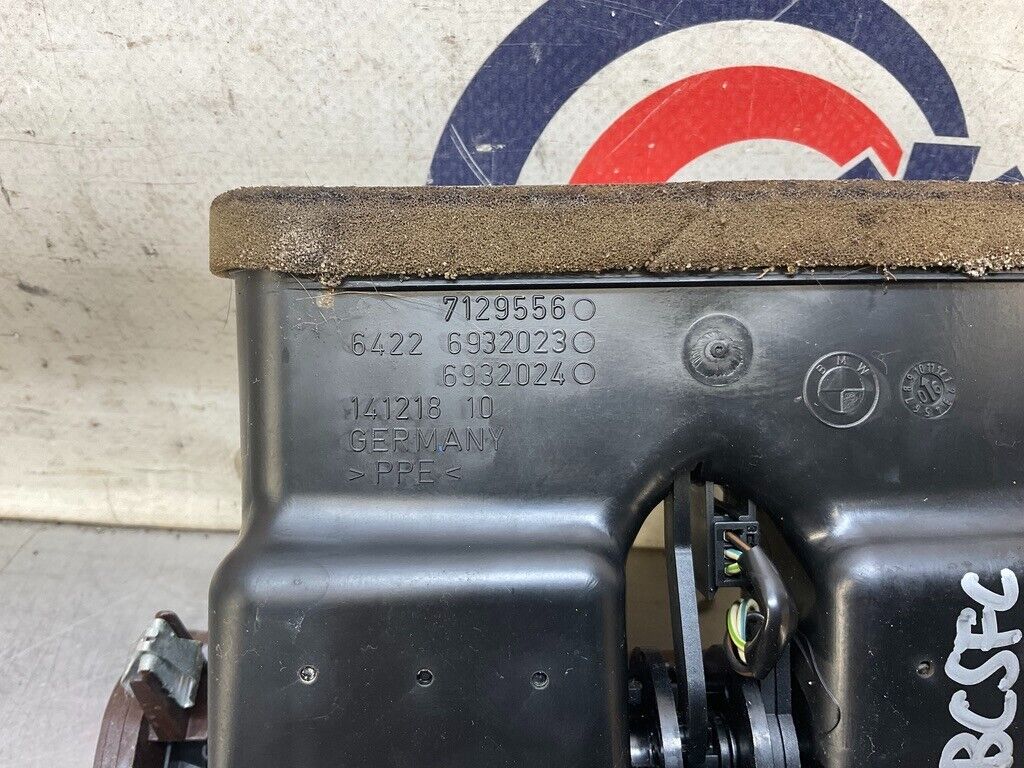 7129556
6422 6932023
6932024
141218 10
GERMANY
>PPE<
BMW
BCSFC